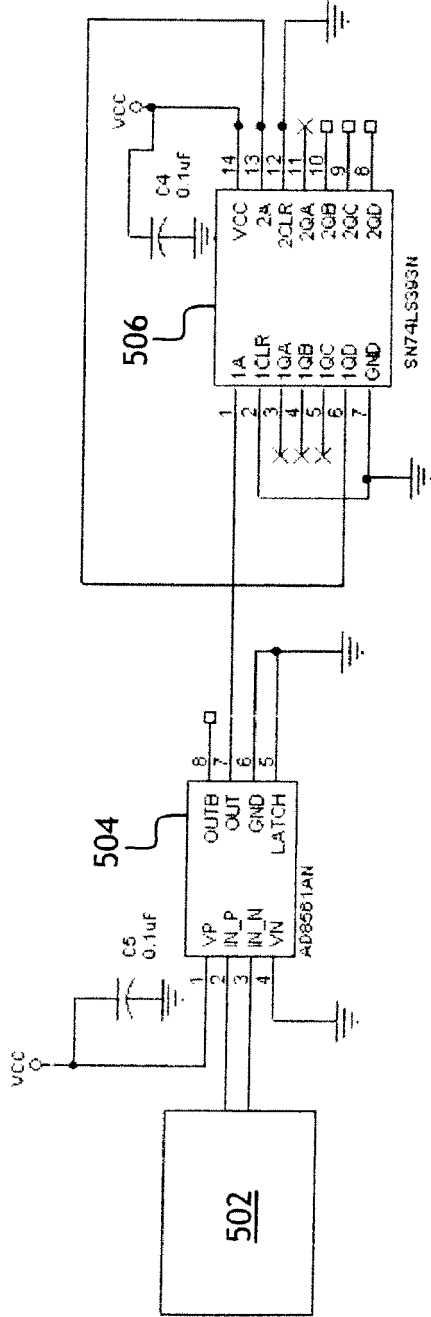 VCC
C5
0.1uF
502
504
1
2
3
4
VP
IN_P
IN_N
VN
OUTB
OUT
GND
LATCH
8
7
6
5
AD8561AN
VCC
C4
0.1uF
506
1
2
3
4
5
6
7
1A
1CLR
1QA
1QB
1QC
1QD
GND
VCC
2A
2CLR
2QA
2QB
2QC
2QD
14
13
12
11
10
9
8
SN74LS393N